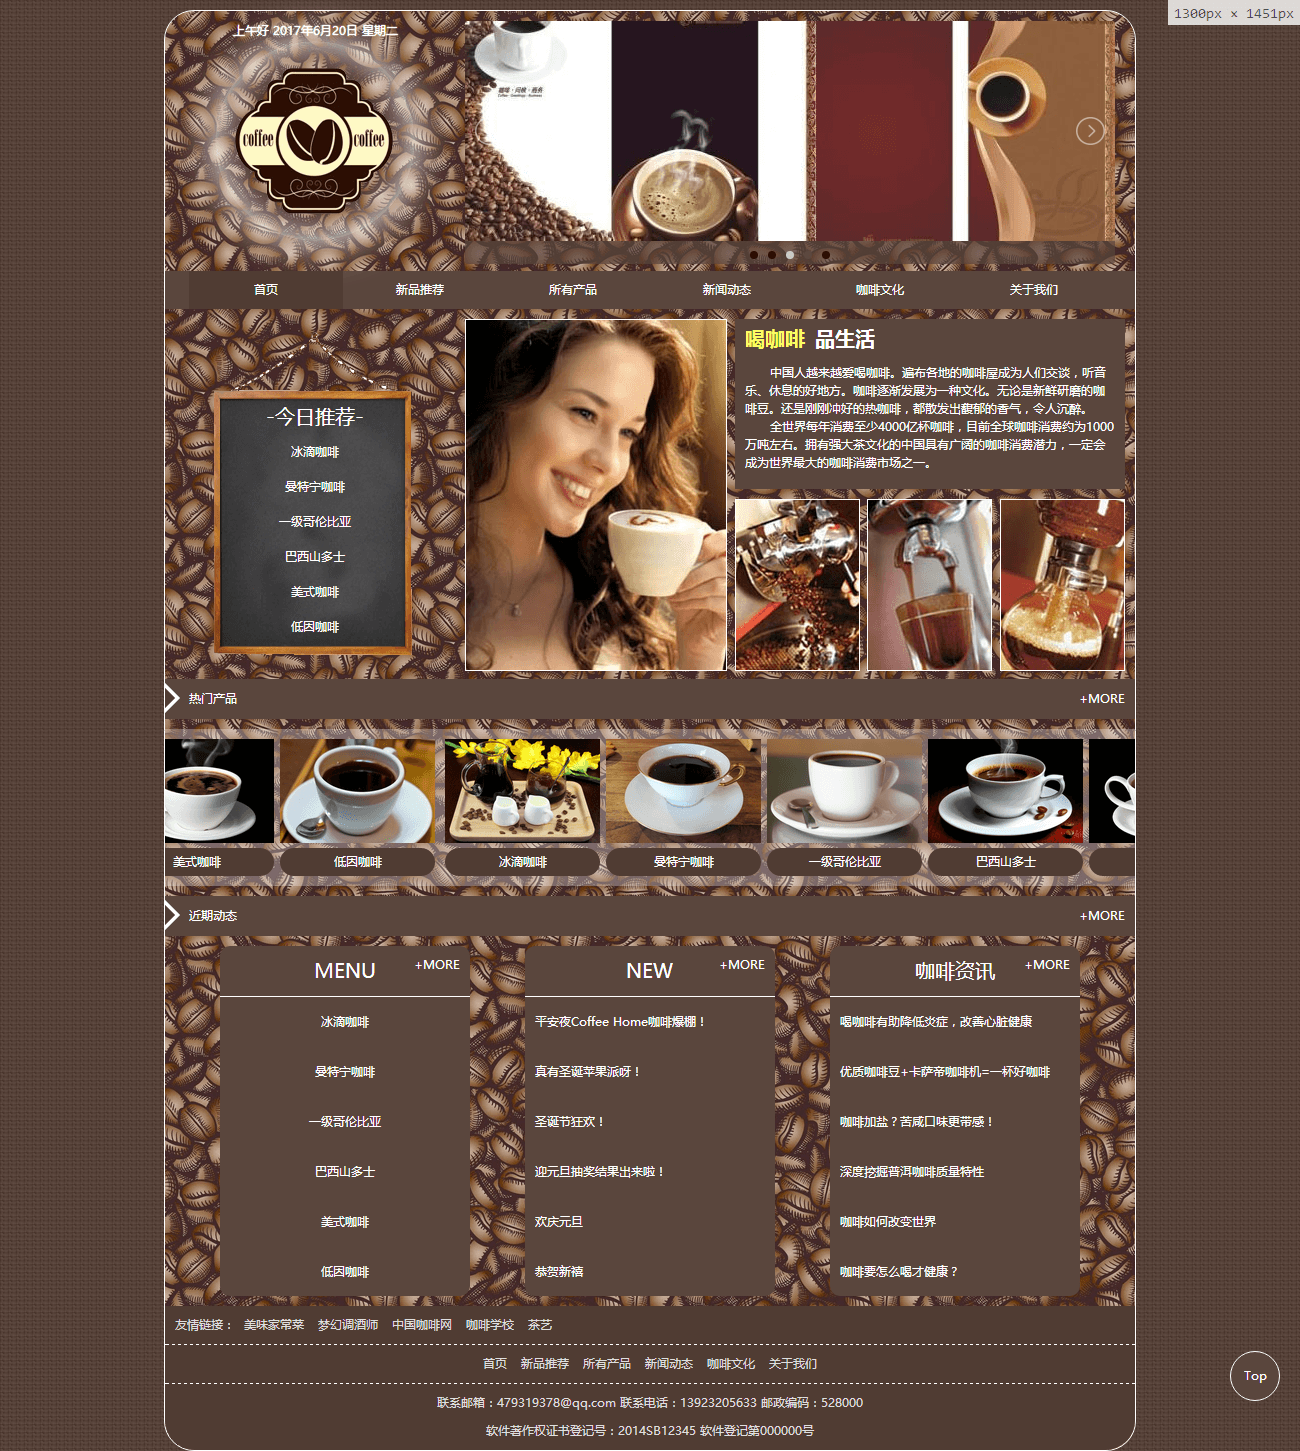 1300px × 1451px
上午好 2017年6月20日 星期二
coffee coffee
咖啡·问候·商务
首页 新品推荐 所有产品 新闻动态 咖啡文化 关于我们
喝咖啡 品生活
中国人越来越爱喝咖啡。遍布各地的咖啡屋成为人们交谈，听音
乐、休息的好地方。咖啡逐渐发展为一种文化。无论是新鲜研磨的咖
啡豆。还是刚刚冲好的热咖啡，都散发出馥郁的香气，令人沉醉。
全世界每年消费至少4000亿杯咖啡，目前全球咖啡消费约为1000
万吨左右。拥有强大茶文化的中国具有广阔的咖啡消费潜力，一定会
成为世界最大的咖啡消费市场之一。
-今日推荐-
冰滴咖啡
曼特宁咖啡
一级哥伦比亚
巴西山多士
美式咖啡
低因咖啡
热门产品 +MORE
美式咖啡 低因咖啡 冰滴咖啡 曼特宁咖啡 一级哥伦比亚 巴西山多士
近期动态 +MORE
MENU +MORE
冰滴咖啡
曼特宁咖啡
一级哥伦比亚
巴西山多士
美式咖啡
低因咖啡
NEW +MORE
平安夜Coffee Home咖啡爆棚！
真有圣诞苹果派呀！
圣诞节狂欢！
迎元旦抽奖结果出来啦！
欢庆元旦
恭贺新禧
咖啡资讯 +MORE
喝咖啡有助降低炎症，改善心脏健康
优质咖啡豆+卡萨帝咖啡机=一杯好咖啡
咖啡加盐？苦咸口味更带感！
深度挖掘普洱咖啡质量特性
咖啡如何改变世界
咖啡要怎么喝才健康？
友情链接： 美味家常菜 梦幻调酒师 中国咖啡网 咖啡学校 茶艺
首页 新品推荐 所有产品 新闻动态 咖啡文化 关于我们
联系邮箱：479319378@qq.com 联系电话：13923205633 邮政编码：528000
软件著作权证书登记号：2014SB12345 软件登记第000000号
Top